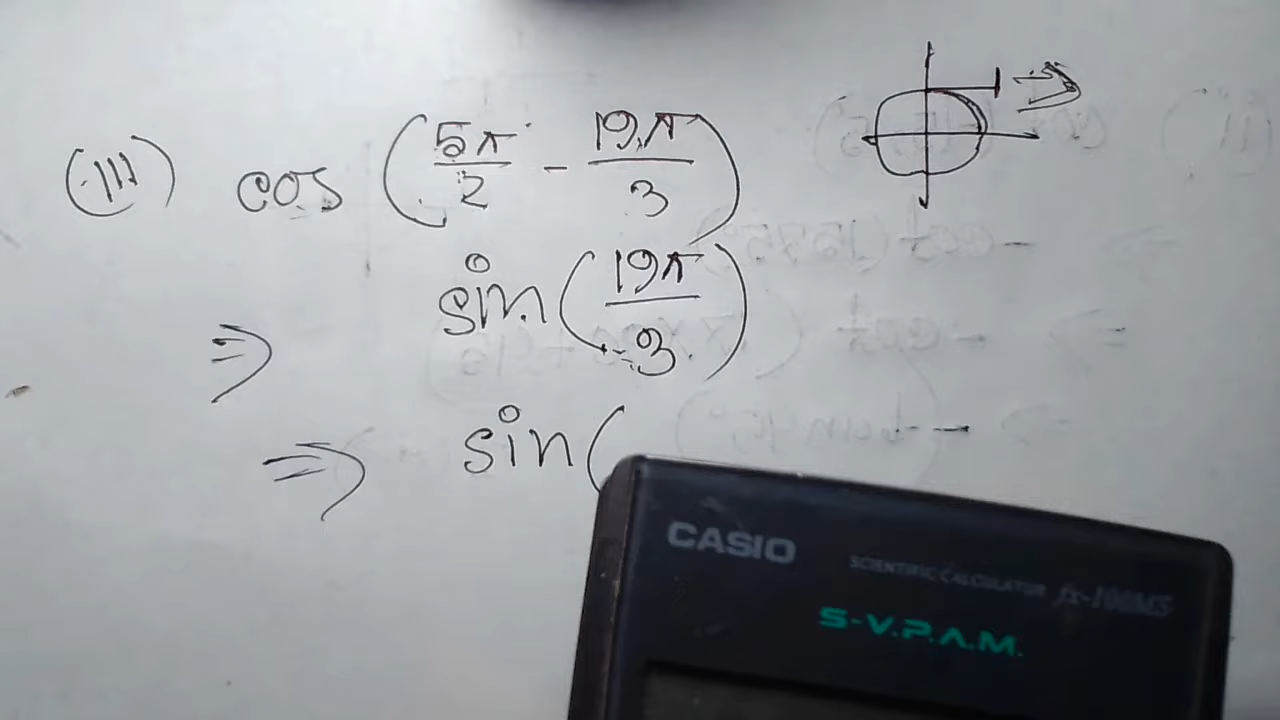 (III) cos (5π/2 - 19π/3)
⇒ sin (19π/3)
⇒ sin (
CASIO
SCIENTIFIC CALCULATOR fx-100MS
S-V.P.A.M.